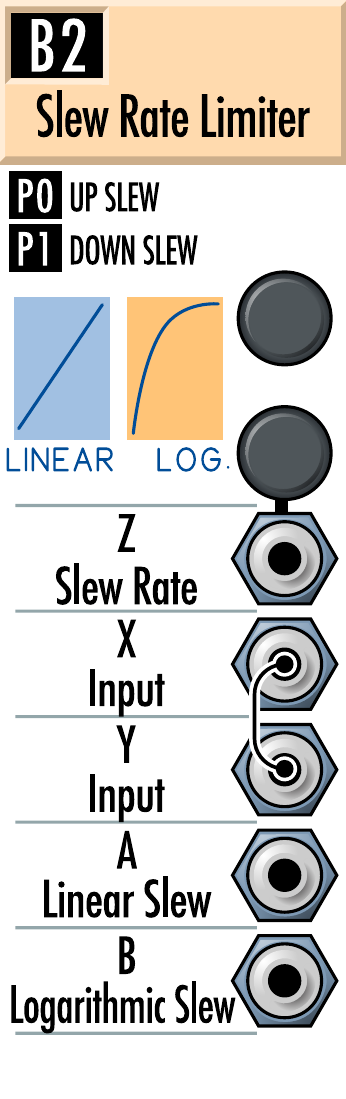 B2
Slew Rate Limiter
P0 UP SLEW
P1 DOWN SLEW
LINEAR LOG.
Z
Slew Rate
X
Input
Y
Input
A
Linear Slew
B
Logarithmic Slew